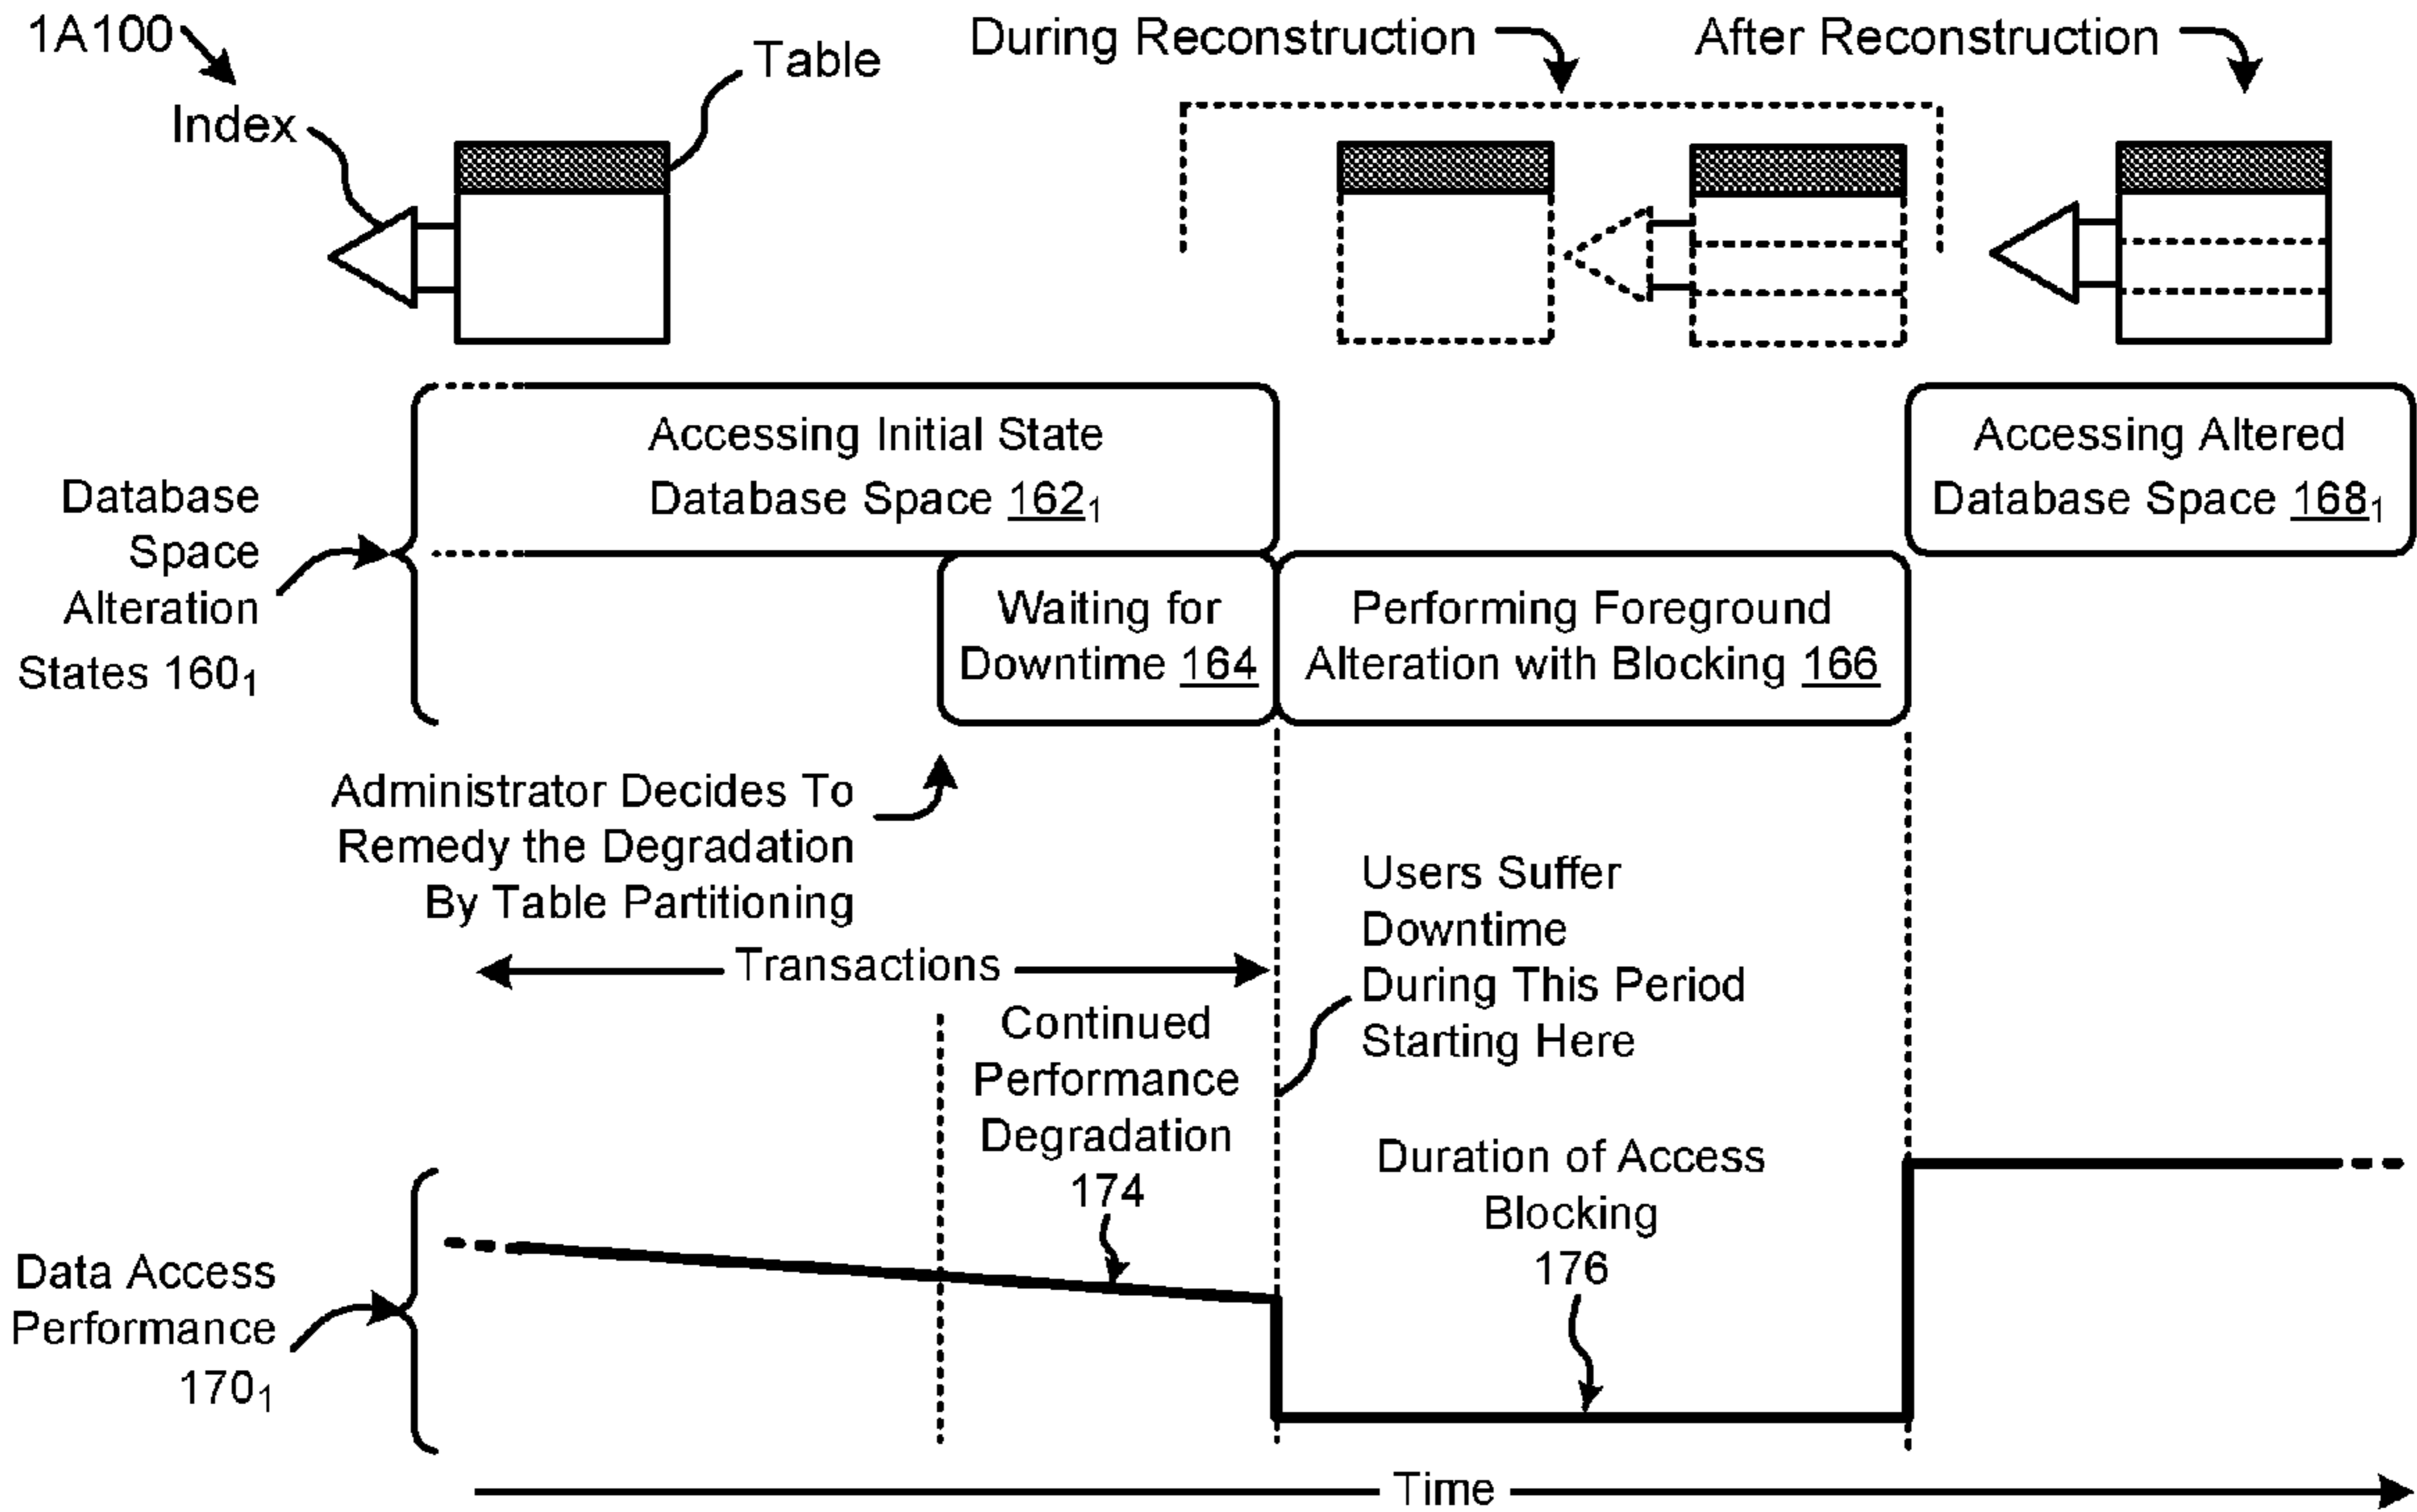 1A100
Index
Table
During Reconstruction
After Reconstruction
Accessing Initial State
Database Space 162₁
Accessing Altered
Database Space 168₁
Database
Space
Alteration
States 160₁
Waiting for
Downtime 164
Performing Foreground
Alteration with Blocking 166
Administrator Decides To
Remedy the Degradation
By Table Partitioning
Transactions
Users Suffer
Downtime
During This Period
Starting Here
Continued
Performance
Degradation
174
Duration of Access
Blocking
176
Data Access
Performance
170₁
Time